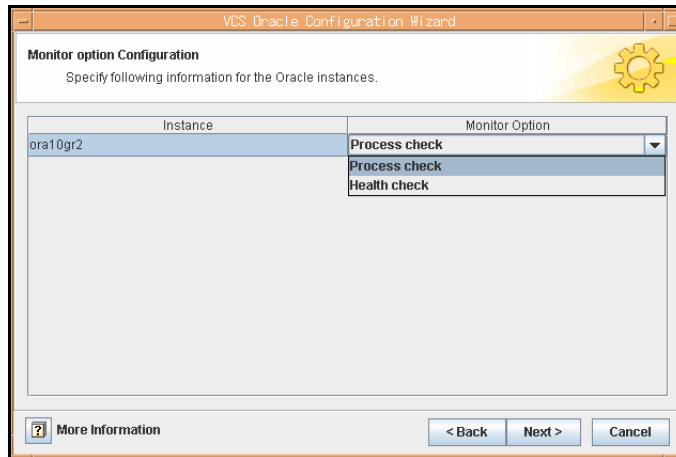 VCS Oracle Configuration Wizard
Monitor option Configuration
Specify following information for the Oracle instances.
Instance Monitor Option
ora10gr2 Process check
Process check
Health check
? More Information < Back Next > Cancel